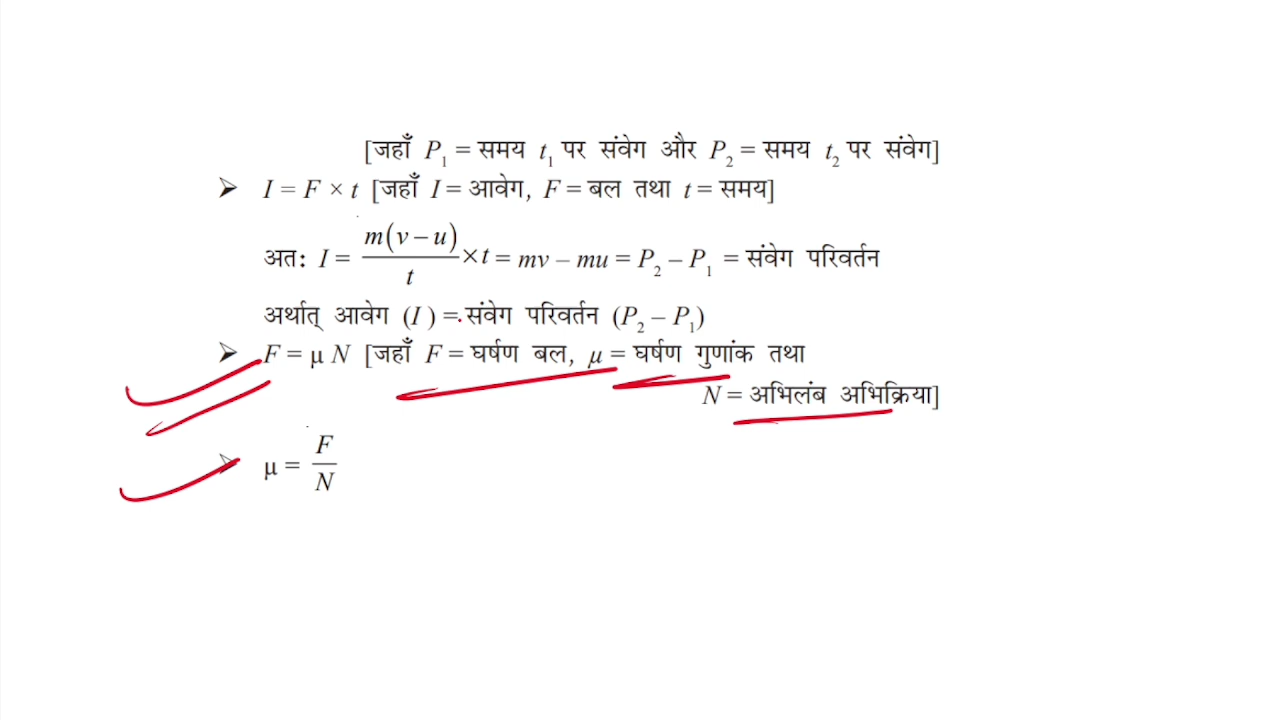 [जहाँ P₁ = समय t₁ पर संवेग और P₂ = समय t₂ पर संवेग]
➢ I = F × t [जहाँ I = आवेग, F = बल तथा t = समय]
अतः I = m(v – u)/t × t = mv – mu = P₂ – P₁ = संवेग परिवर्तन
अर्थात् आवेग (I) = संवेग परिवर्तन (P₂ – P₁)
➢ F = μ N [जहाँ F = घर्षण बल, μ = घर्षण गुणांक तथा
N = अभिलंब अभिक्रिया]
➢ μ = F/N